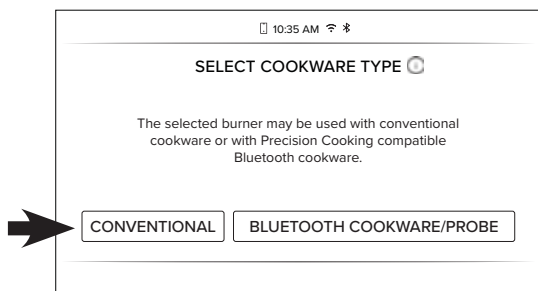 10:35 AM
SELECT COOKWARE TYPE
The selected burner may be used with conventional
cookware or with Precision Cooking compatible
Bluetooth cookware.
CONVENTIONAL
BLUETOOTH COOKWARE/PROBE